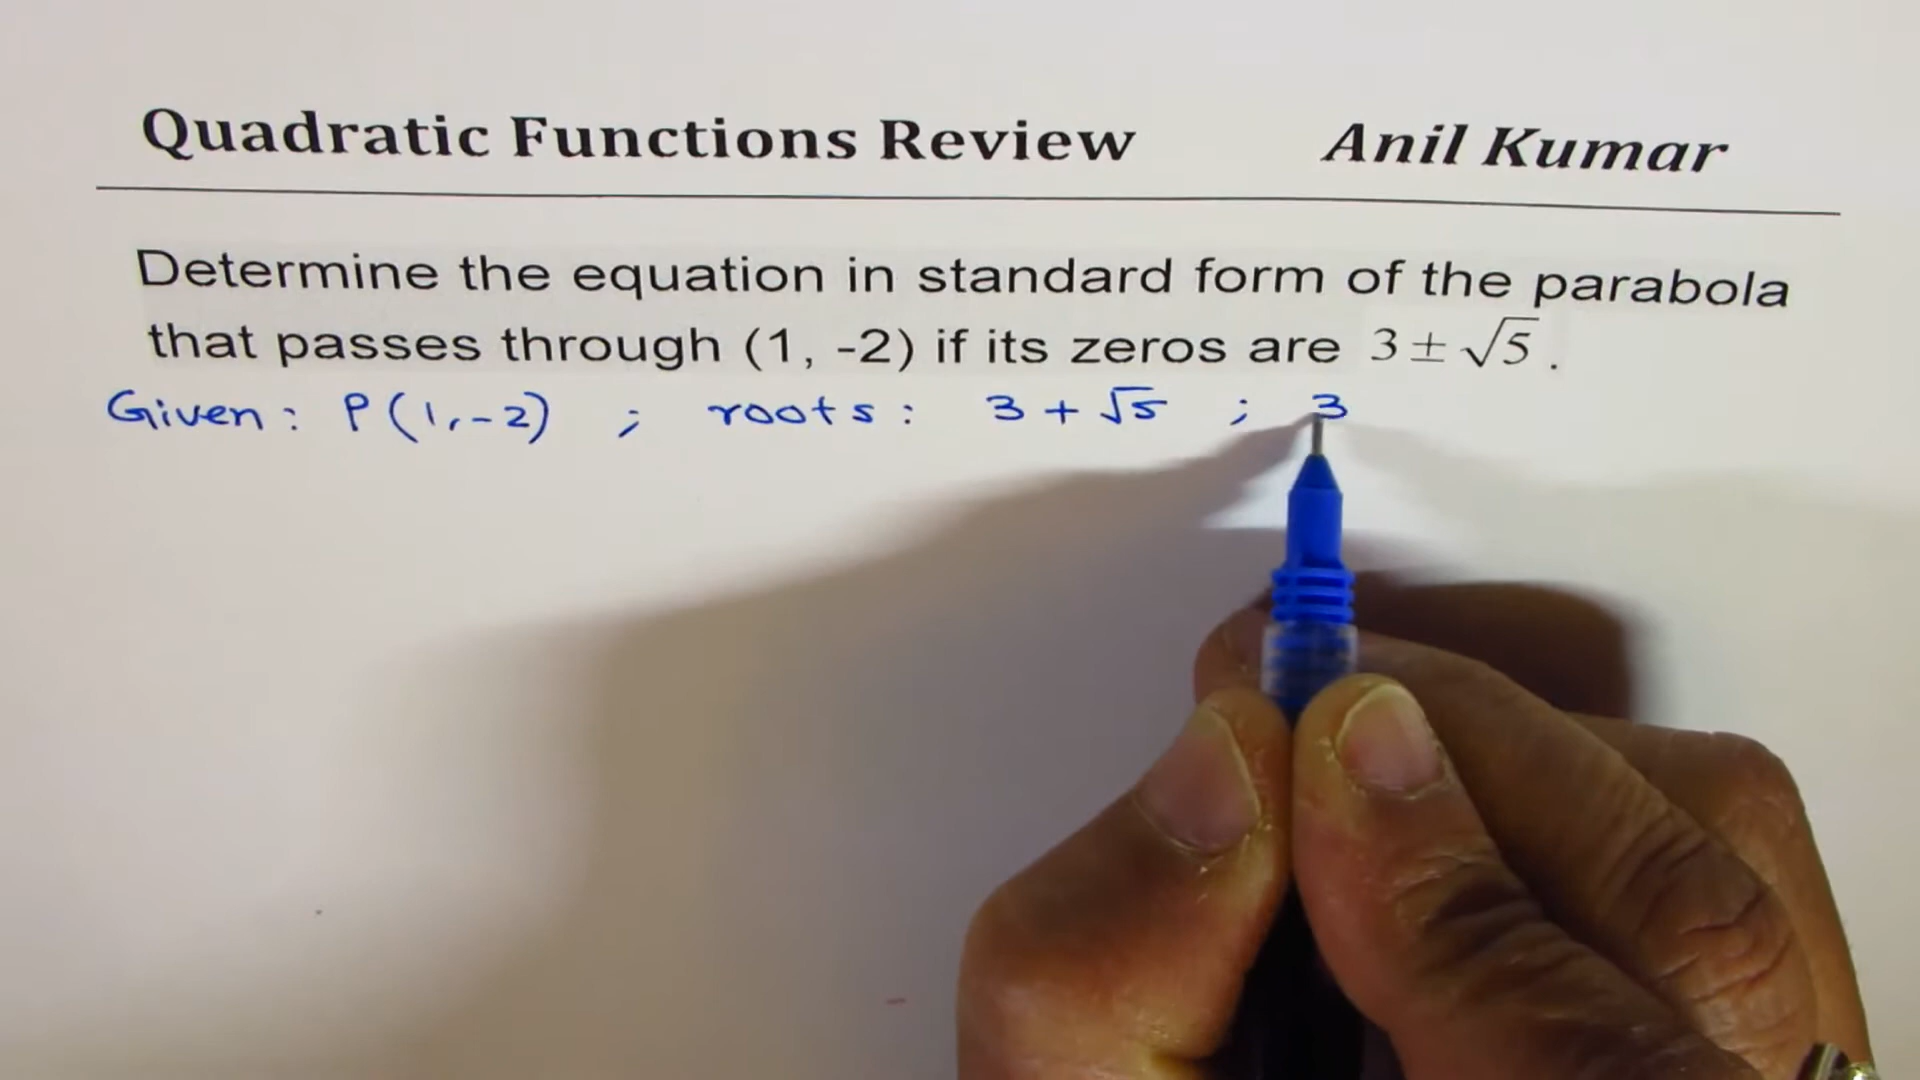 Quadratic Functions Review Anil Kumar
Determine the equation in standard form of the parabola
that passes through (1, -2) if its zeros are 3 ± √5 .
Given : P(1,-2) ; roots : 3 + √5 ; 3